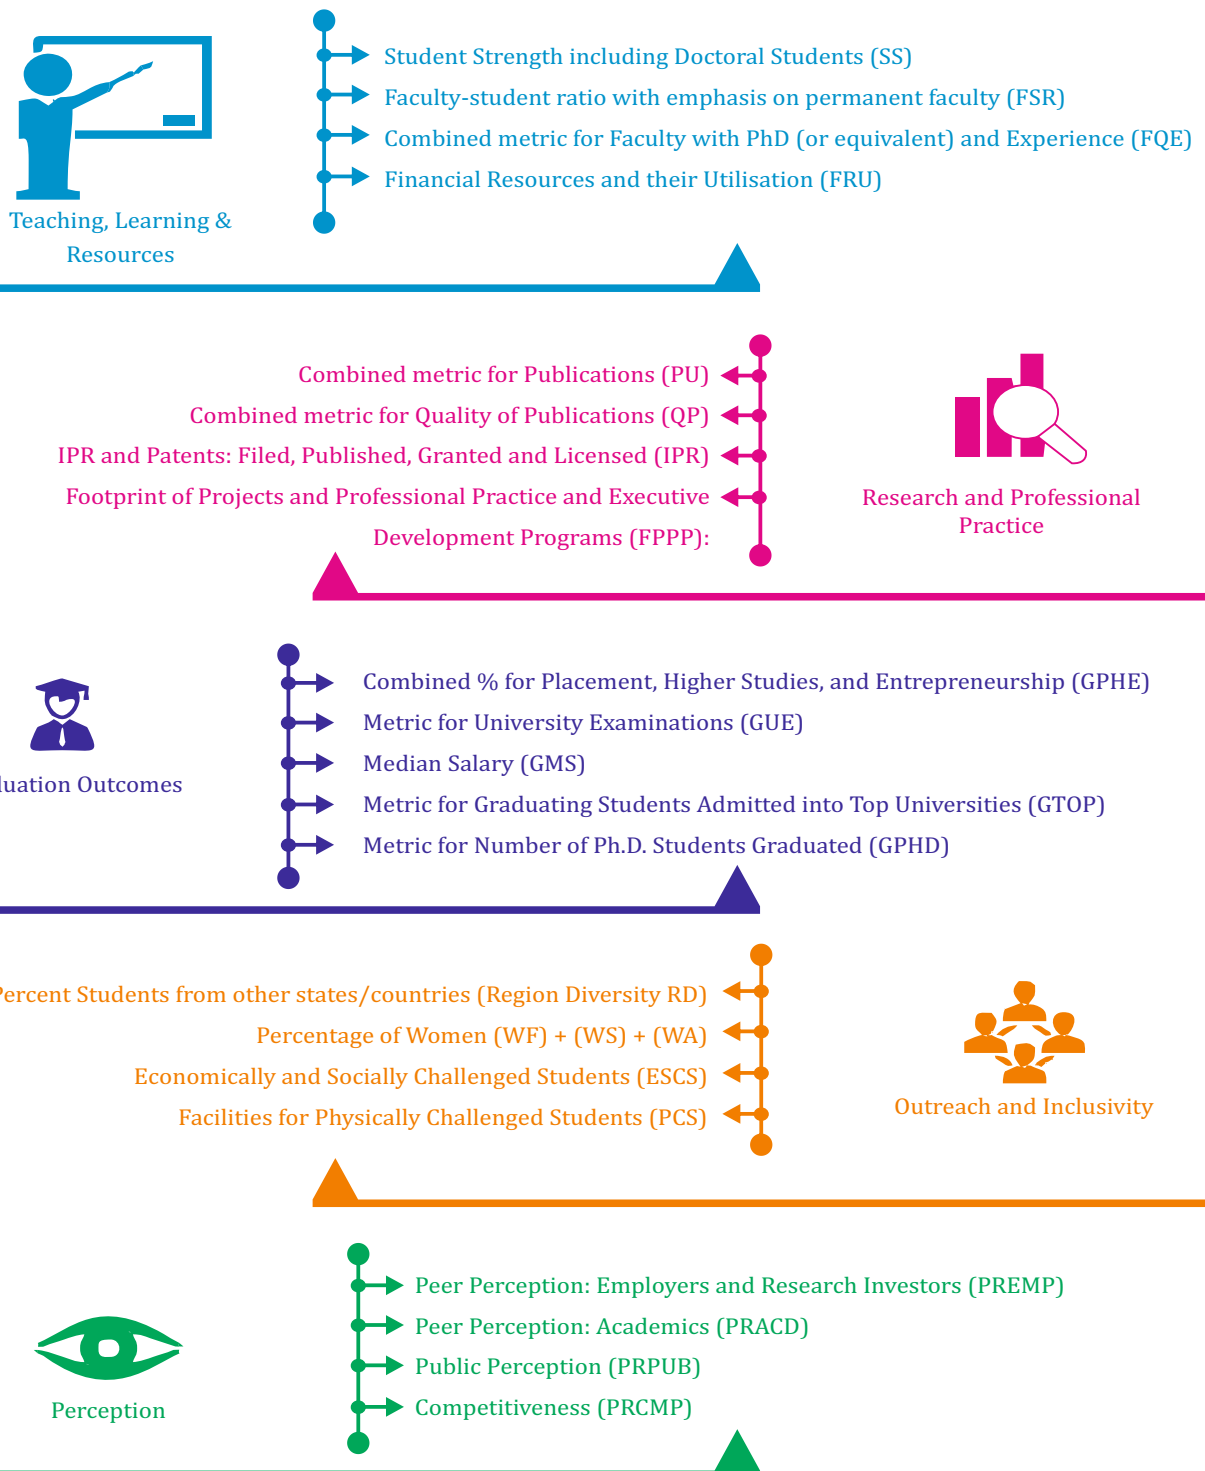 Student Strength including Doctoral Students (SS)
Faculty-student ratio with emphasis on permanent faculty (FSR)
Combined metric for Faculty with PhD (or equivalent) and Experience (FQE)
Financial Resources and their Utilisation (FRU)
Teaching, Learning &
Resources
Combined metric for Publications (PU)
Combined metric for Quality of Publications (QP)
IPR and Patents: Filed, Published, Granted and Licensed (IPR)
Footprint of Projects and Professional Practice and Executive
Development Programs (FPPP):
Research and Professional
Practice
Combined % for Placement, Higher Studies, and Entrepreneurship (GPHE)
Metric for University Examinations (GUE)
Median Salary (GMS)
Metric for Graduating Students Admitted into Top Universities (GTOP)
Metric for Number of Ph.D. Students Graduated (GPHD)
Outcomes
Percent Students from other states/countries (Region Diversity RD)
Percentage of Women (WF) + (WS) + (WA)
Economically and Socially Challenged Students (ESCS)
Facilities for Physically Challenged Students (PCS)
Outreach and Inclusivity
Peer Perception: Employers and Research Investors (PREMP)
Peer Perception: Academics (PRACD)
Public Perception (PRPUB)
Competitiveness (PRCMP)
Perception